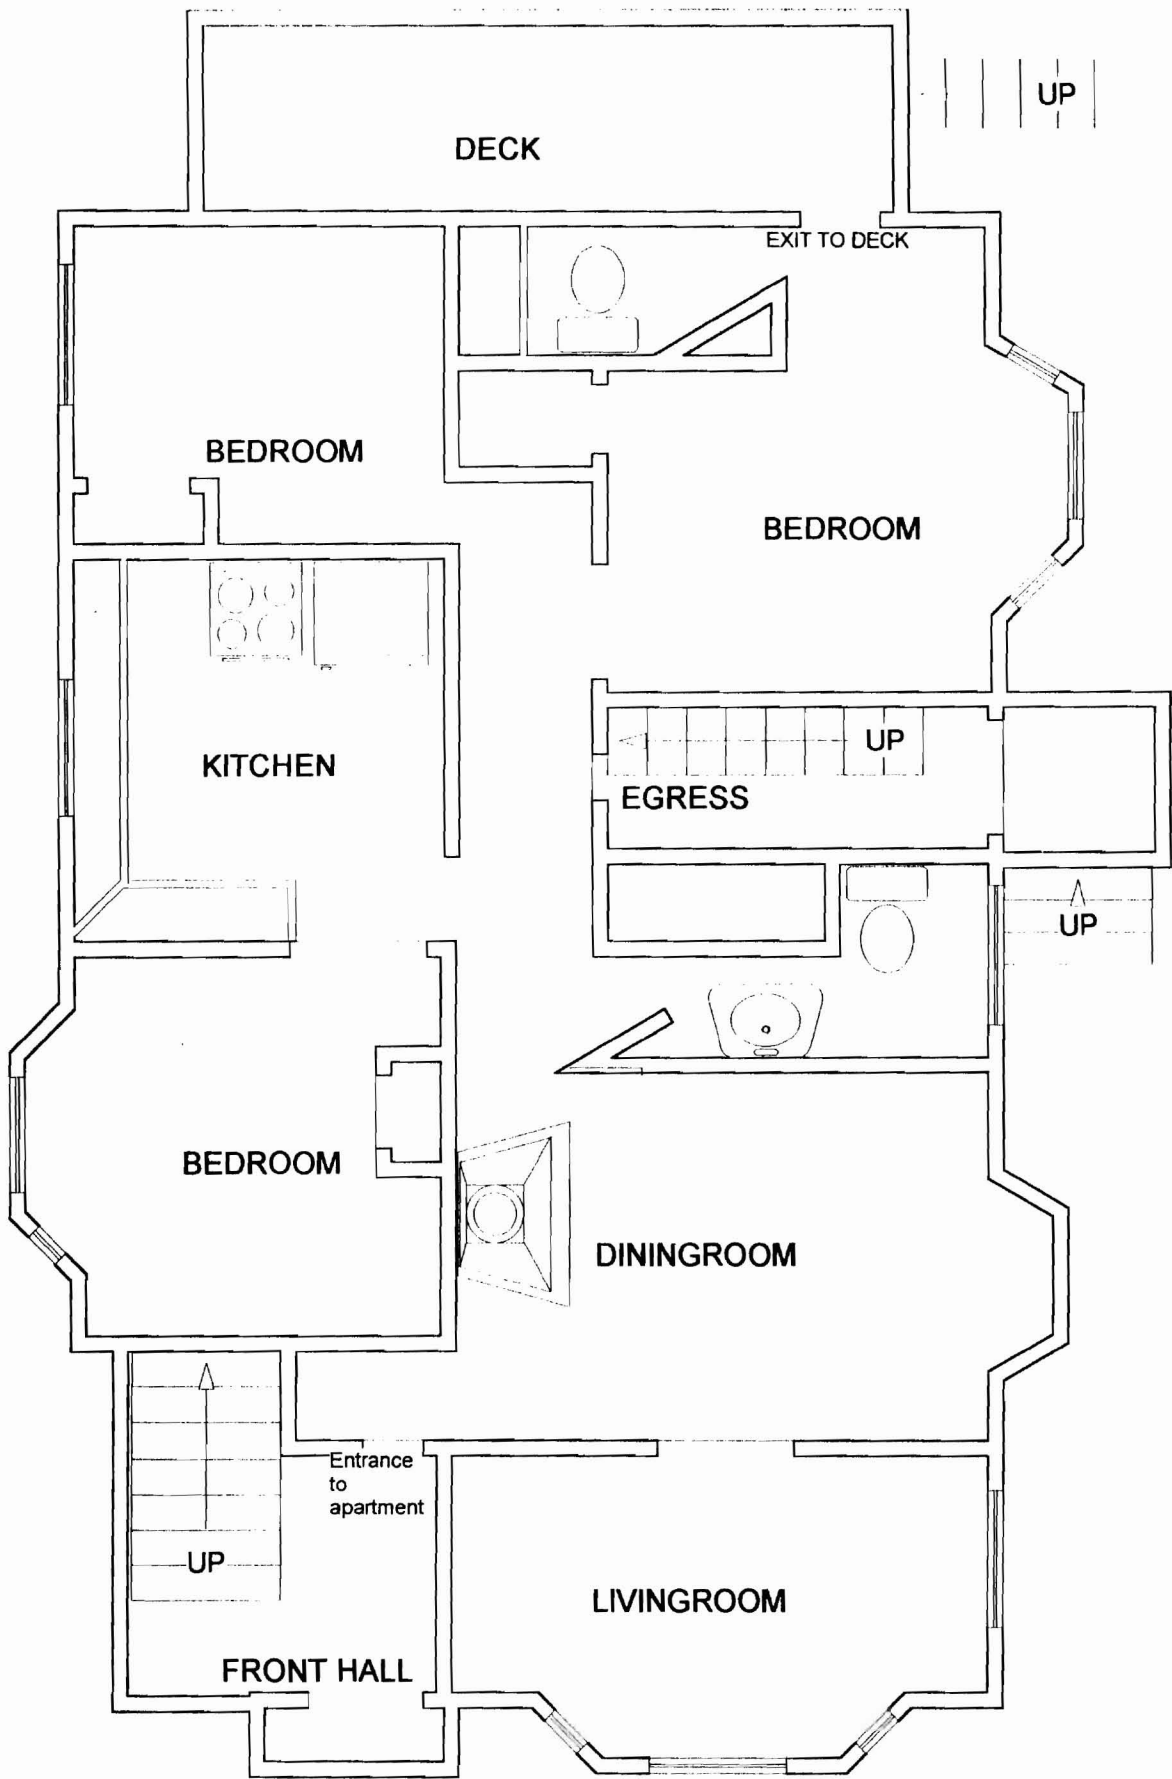 UP
DECK
EXIT TO DECK
BEDROOM
BEDROOM
KITCHEN
UP
EGRESS
UP
BEDROOM
DININGROOM
Entrance
to
apartment
UP
LIVINGROOM
FRONT HALL